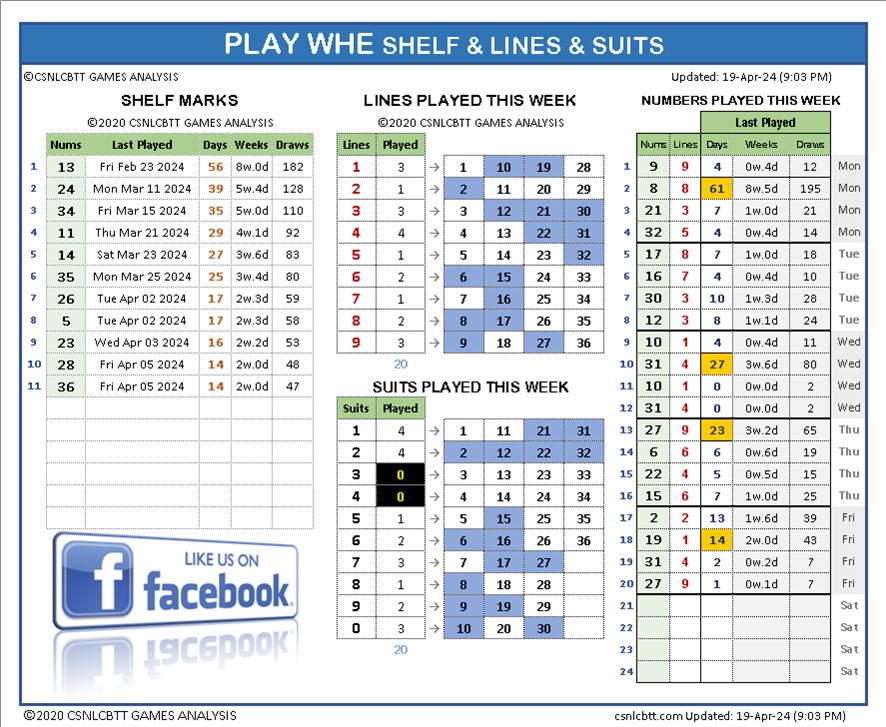 PLAY WHE SHELF & LINES & SUITS
©CSNLCBTT GAMES ANALYSIS
Updated: 19-Apr-24 (9:03 PM)
SHELF MARKS
©2020 CSNLCBTT GAMES ANALYSIS
Nums Last Played Days Weeks Draws
1 13 Fri Feb 23 2024 56 8w.0d 182
2 24 Mon Mar 11 2024 39 5w.4d 128
3 34 Fri Mar 15 2024 35 5w.0d 110
4 11 Thu Mar 21 2024 29 4w.1d 92
5 14 Sat Mar 23 2024 27 3w.6d 83
6 35 Mon Mar 25 2024 25 3w.4d 80
7 26 Tue Apr 02 2024 17 2w.3d 59
8 5 Tue Apr 02 2024 17 2w.3d 58
9 23 Wed Apr 03 2024 16 2w.2d 53
10 28 Fri Apr 05 2024 14 2w.0d 48
11 36 Fri Apr 05 2024 14 2w.0d 47
LIKE US ON
f facebook
LINES PLAYED THIS WEEK
©2020 CSNLCBTT GAMES ANALYSIS
Lines Played
1 3 → 1 10 19 28
2 1 → 2 11 20 29
3 3 → 3 12 21 30
4 4 → 4 13 22 31
5 1 → 5 14 23 32
6 2 → 6 15 24 33
7 1 → 7 16 25 34
8 2 → 8 17 26 35
9 3 → 9 18 27 36
20
SUITS PLAYED THIS WEEK
Suits Played
1 4 → 1 11 21 31
2 4 → 2 12 22 32
3 0 → 3 13 23 33
4 0 → 4 14 24 34
5 1 → 5 15 25 35
6 2 → 6 16 26 36
7 3 → 7 17 27
8 1 → 8 18 28
9 2 → 9 19 29
0 3 → 10 20 30
20
NUMBERS PLAYED THIS WEEK
Last Played
Nums Lines Days Weeks Draws
1 9 9 4 0w.4d 12 Mon
2 8 8 61 8w.5d 195 Mon
3 21 3 7 1w.0d 21 Mon
4 32 5 4 0w.4d 14 Mon
5 17 8 7 1w.0d 18 Tue
6 16 7 4 0w.4d 10 Tue
7 30 3 10 1w.3d 28 Tue
8 12 3 8 1w.1d 24 Tue
9 10 1 4 0w.4d 11 Wed
10 31 4 27 3w.6d 80 Wed
11 10 1 0 0w.0d 2 Wed
12 31 4 0 0w.0d 2 Wed
13 27 9 23 3w.2d 65 Thu
14 6 6 6 0w.6d 19 Thu
15 22 4 5 0w.5d 15 Thu
16 15 6 7 1w.0d 25 Thu
17 2 2 13 1w.6d 39 Fri
18 19 1 14 2w.0d 43 Fri
19 31 4 2 0w.2d 7 Fri
20 27 9 1 0w.1d 7 Fri
21 Sat
22 Sat
23 Sat
24 Sat
©2020 CSNLCBTT GAMES ANALYSIS
csnlcbtt.com Updated: 19-Apr-24 (9:03 PM)